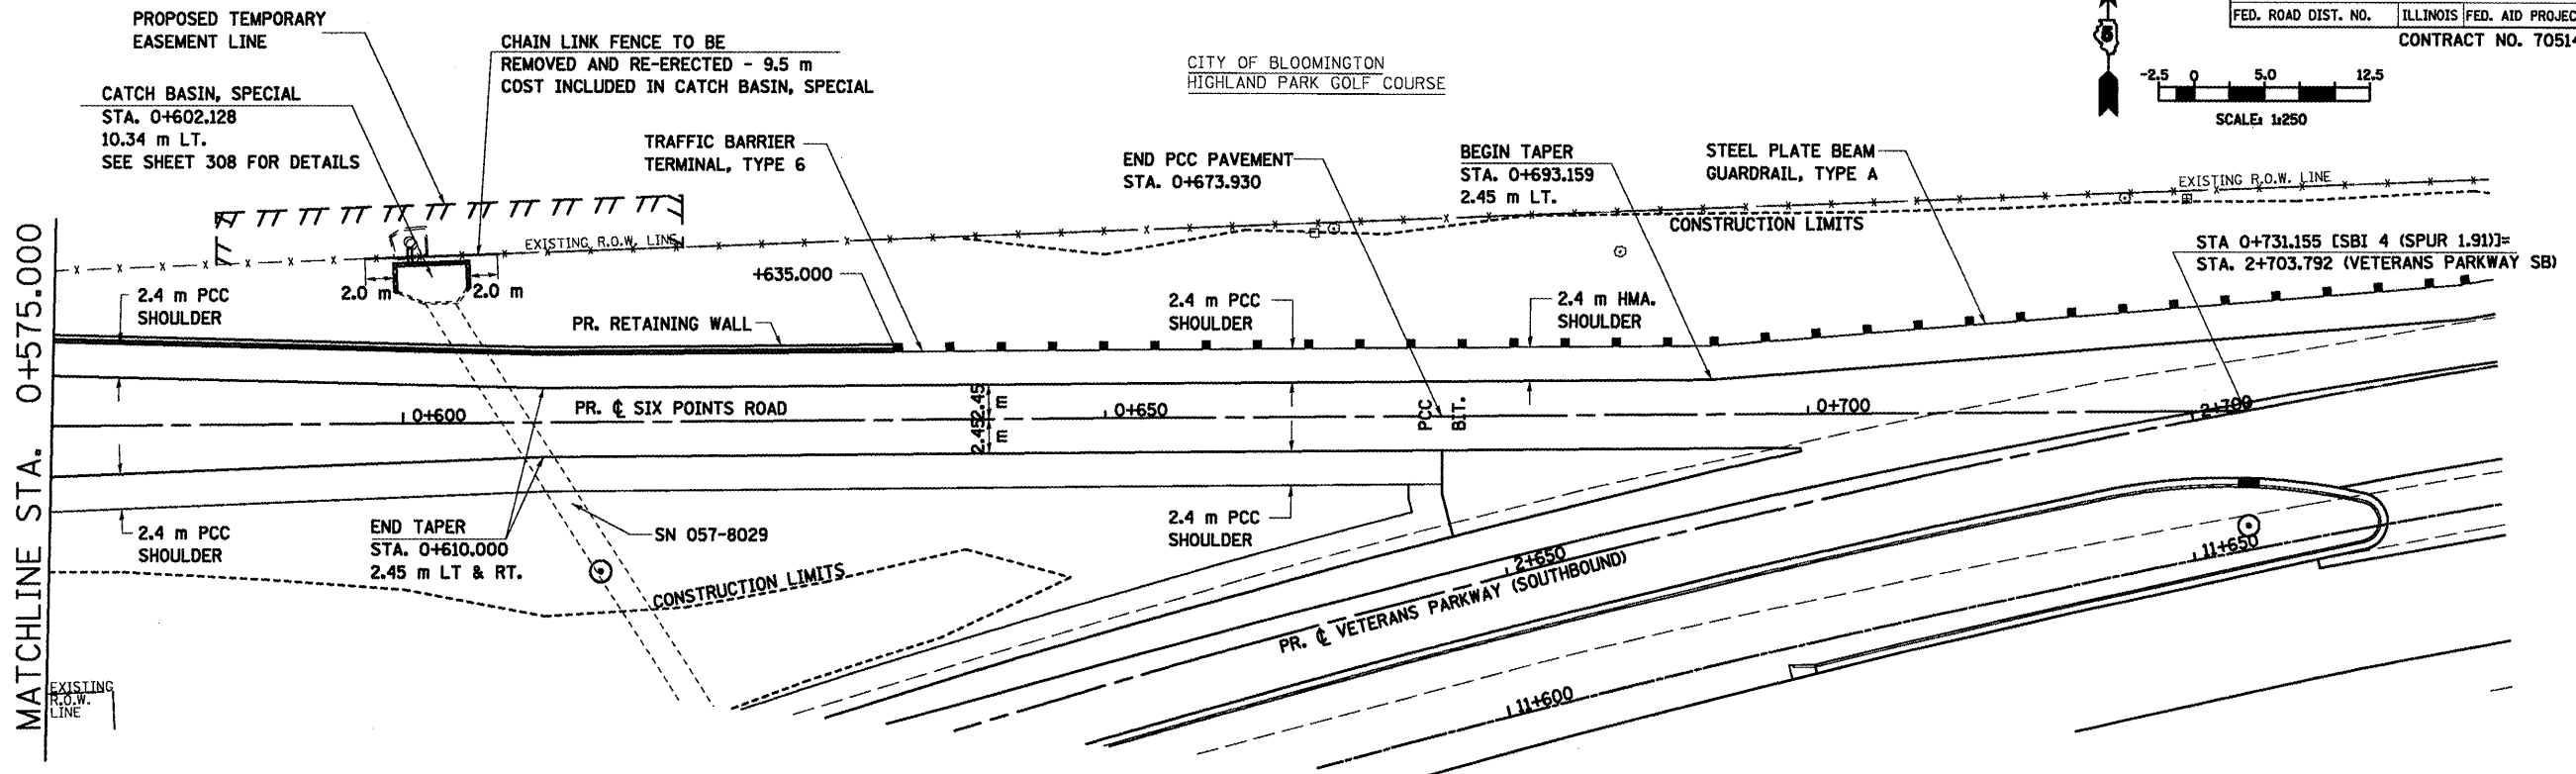 PROPOSED TEMPORARY
EASEMENT LINE
CHAIN LINK FENCE TO BE
REMOVED AND RE-ERECTED - 9.5 m
COST INCLUDED IN CATCH BASIN, SPECIAL
CITY OF BLOOMINGTON
HIGHLAND PARK GOLF COURSE
5
FED. ROAD DIST. NO.
ILLINOIS
FED. AID PROJEC
CONTRACT NO. 70514
-2.5 0 5.0 12.5
SCALE: 1:250
CATCH BASIN, SPECIAL
STA. 0+602.128
10.34 m LT.
SEE SHEET 308 FOR DETAILS
TRAFFIC BARRIER
TERMINAL, TYPE 6
END PCC PAVEMENT
STA. 0+673.930
BEGIN TAPER
STA. 0+693.159
2.45 m LT.
STEEL PLATE BEAM
GUARDRAIL, TYPE A
EXISTING R.O.W. LINE
EXISTING R.O.W. LINE
CONSTRUCTION LIMITS
STA 0+731.155 [SBI 4 (SPUR 1.91)]=
STA. 2+703.792 (VETERANS PARKWAY SB)
MATCHLINE STA. 0+575.000
2.0 m
2.0 m
+635.000
2.4 m PCC
SHOULDER
PR. RETAINING WALL
2.4 m PCC
SHOULDER
2.4 m HMA.
SHOULDER
0+600
PR. ℄ SIX POINTS ROAD
2.45 m
2.45 m
0+650
PCC
BIT.
0+700
2+700
2.4 m PCC
SHOULDER
END TAPER
STA. 0+610.000
2.45 m LT & RT.
SN 057-8029
2.4 m PCC
SHOULDER
CONSTRUCTION LIMITS
2+650
PR. ℄ VETERANS PARKWAY (SOUTHBOUND)
11+650
11+600
EXISTING
R.O.W.
LINE